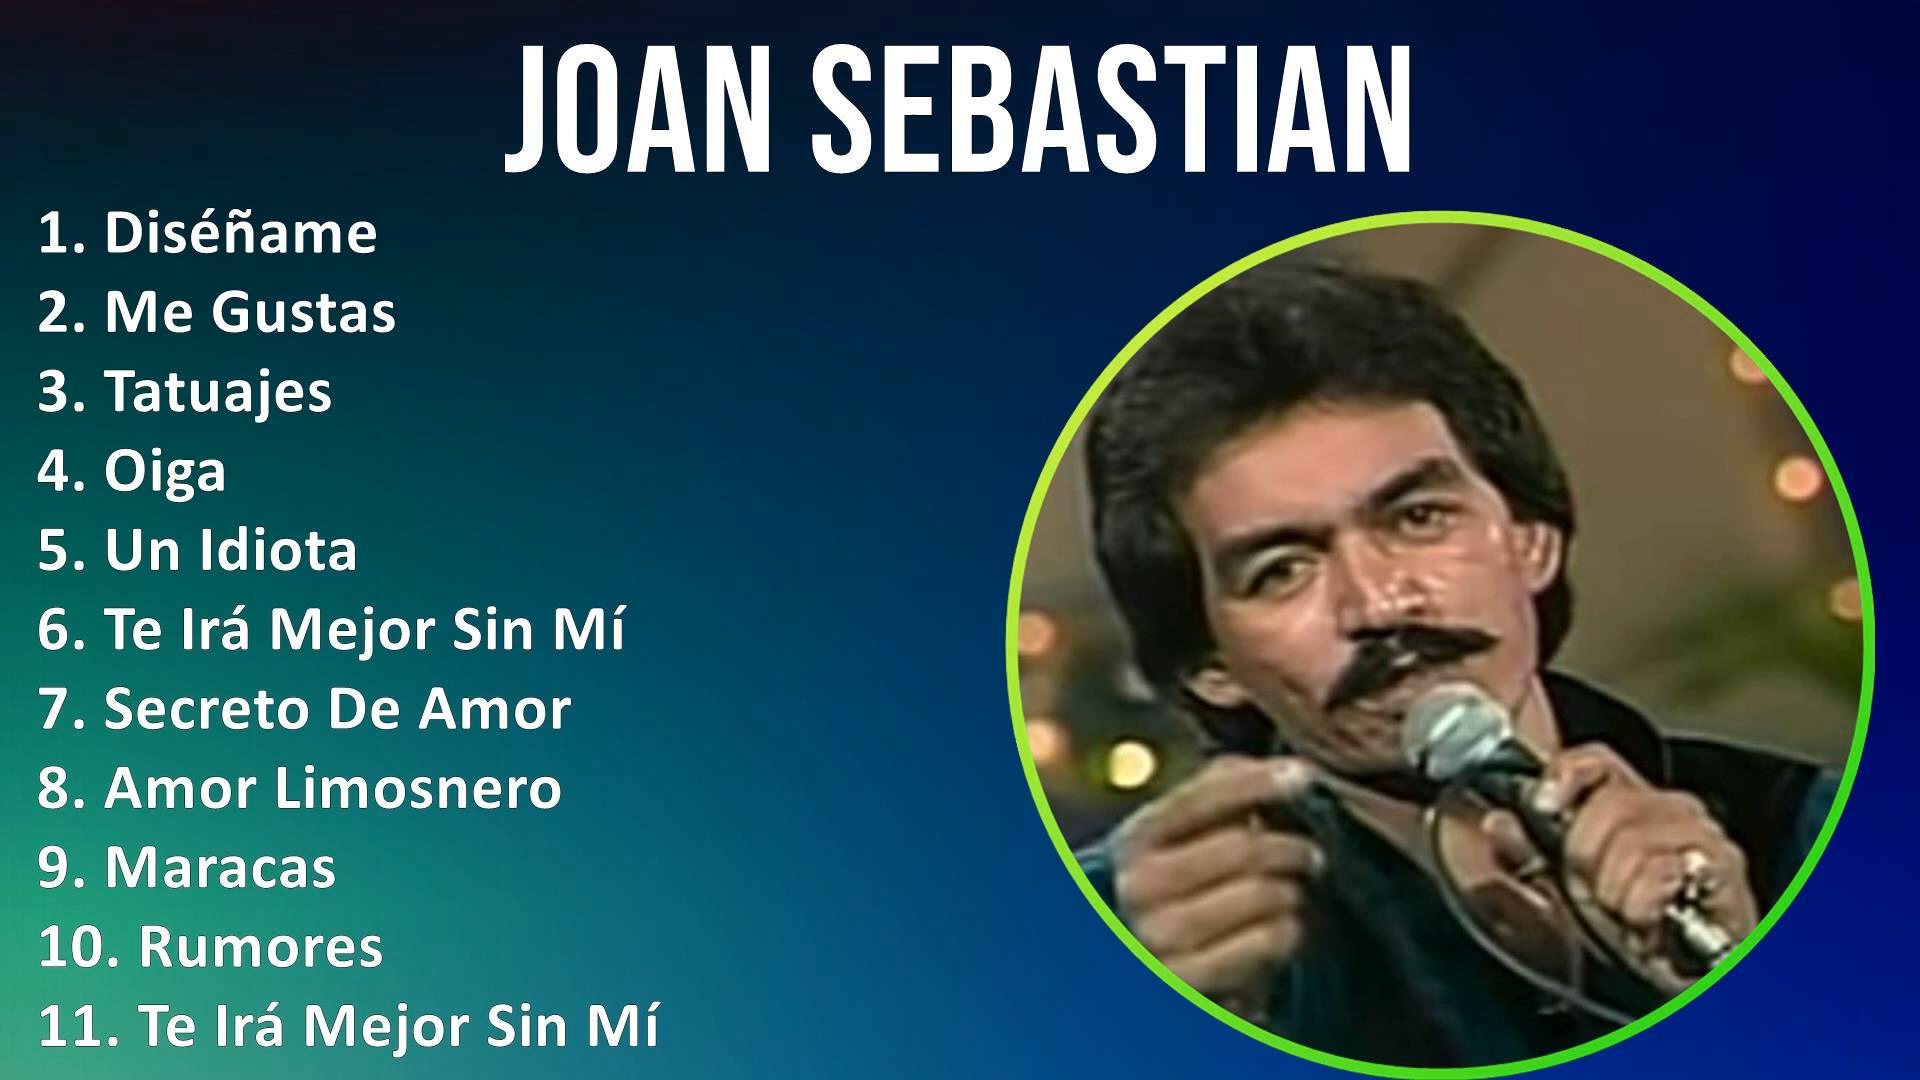 JOAN SEBASTIAN
1. Diséñame
2. Me Gustas
3. Tatuajes
4. Oiga
5. Un Idiota
6. Te Irá Mejor Sin Mí
7. Secreto De Amor
8. Amor Limosnero
9. Maracas
10. Rumores
11. Te Irá Mejor Sin Mí